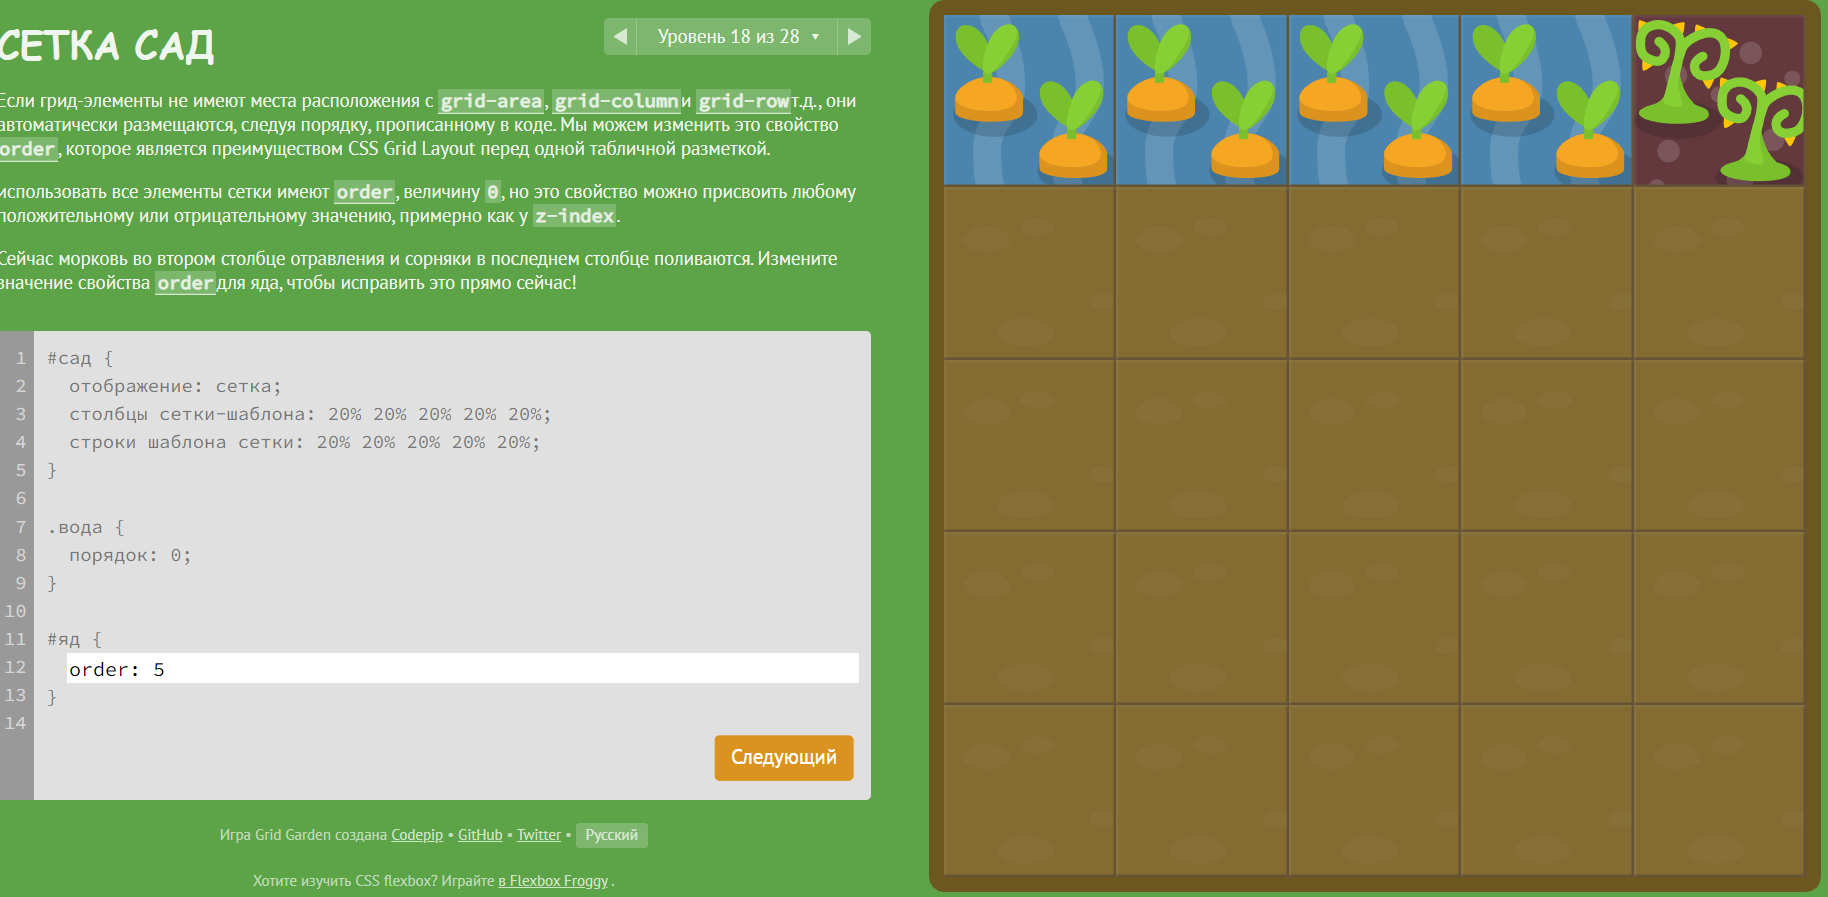 СЕТКА САД
Уровень 18 из 28
Если грид-элементы не имеют места расположения с grid-area, grid-columnи grid-rowт.д., они
автоматически размещаются, следуя порядку, прописанному в коде. Мы можем изменить это свойство
order, которое является преимуществом CSS Grid Layout перед одной табличной разметкой.
использовать все элементы сетки имеют order, величину 0, но это свойство можно присвоить любому
положительному или отрицательному значению, примерно как у z-index.
Сейчас морковь во втором столбце отравления и сорняки в последнем столбце поливаются. Измените
значение свойства orderдля яда, чтобы исправить это прямо сейчас!
1 #сад {
2 отображение: сетка;
3 столбцы сетки-шаблона: 20% 20% 20% 20% 20%;
4 строки шаблона сетки: 20% 20% 20% 20% 20%;
5 }
6
7 .вода {
8 порядок: 0;
9 }
10
11 #яд {
12 order: 5
13 }
14
Следующий
Игра Grid Garden создана Codepip • GitHub • Twitter • Русский
Хотите изучить CSS flexbox? Играйте в Flexbox Froggy .